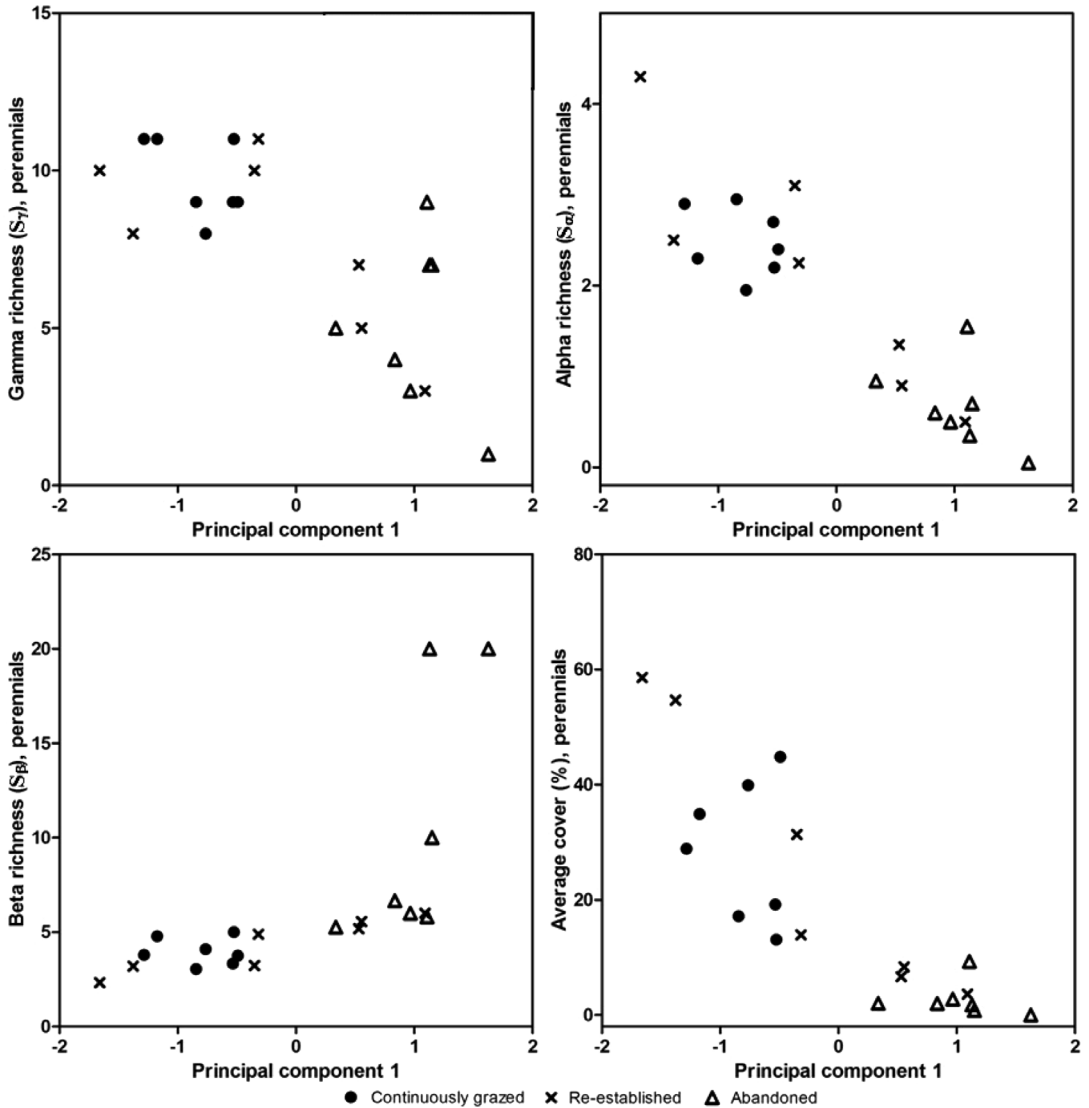 15
10
5
0
Gamma richness (Sγ), perennials
-2 -1 0 1 2
Principal component 1
4
2
0
Alpha richness (Sα), perennials
-2 -1 0 1 2
Principal component 1
25
20
15
10
5
0
Beta richness (Sβ), perennials
-2 -1 0 1 2
Principal component 1
80
60
40
20
0
Average cover (%), perennials
-2 -1 0 1 2
Principal component 1
Continuously grazed Re-established Abandoned